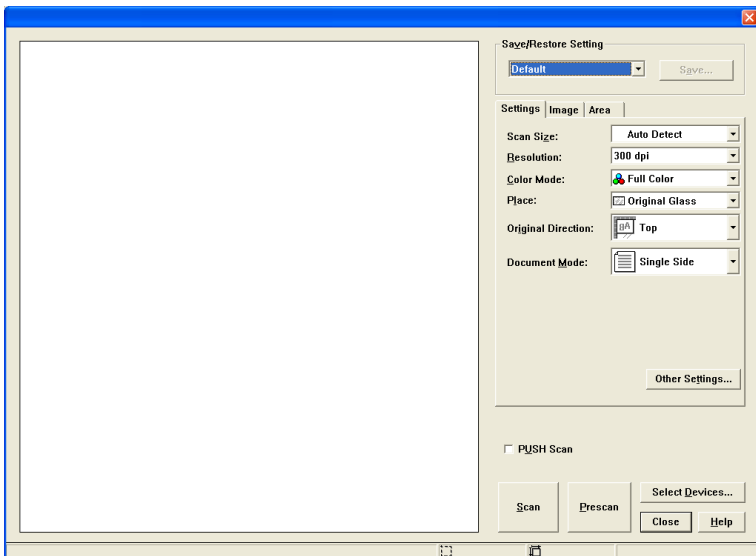 Save/Restore Setting
Default
Save...
Settings Image Area
Scan Size: Auto Detect
Resolution: 300 dpi
Color Mode: Full Color
Place: Original Glass
Original Direction: Top
Document Mode: Single Side
Other Settings...
PUSH Scan
Scan
Prescan
Select Devices...
Close
Help